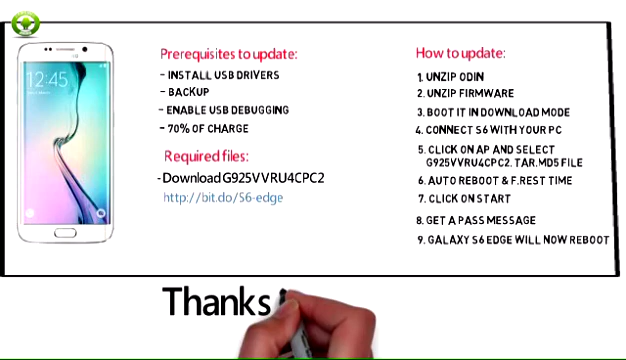 12:45
Prerequisites to update:
- INSTALL USB DRIVERS
- BACKUP
- ENABLE USB DEBUGGING
- 70% OF CHARGE
Required files:
- Download G925VVRU4CPC2
http://bit.do/S6-edge
How to update:
1. UNZIP ODIN
2. UNZIP FIRMWARE
3. BOOT IT IN DOWNLOAD MODE
4. CONNECT S6 WITH YOUR PC
5. CLICK ON AP AND SELECT
G925VVRU4CPC2. TAR.MD5 FILE
6. AUTO REBOOT & F.REST TIME
7. CLICK ON START
8. GET A PASS MESSAGE
9. GALAXY S6 EDGE WILL NOW REBOOT
Thanks